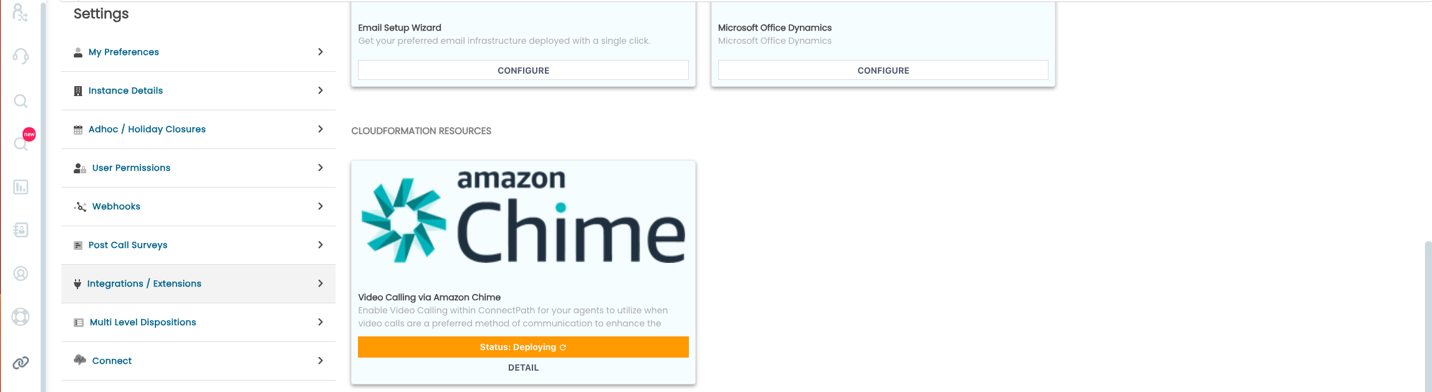 Settings
My Preferences
Instance Details
Adhoc / Holiday Closures
User Permissions
Webhooks
Post Call Surveys
Integrations / Extensions
Multi Level Dispositions
Connect
new
Email Setup Wizard
Get your preferred email infrastructure deployed with a single click.
CONFIGURE
Microsoft Office Dynamics
Microsoft Office Dynamics
CONFIGURE
CLOUDFORMATION RESOURCES
amazon
Chime
Video Calling via Amazon Chime
Enable Video Calling within ConnectPath for your agents to utilize when
video calls are a preferred method of communication to enhance the
Status: Deploying
DETAIL